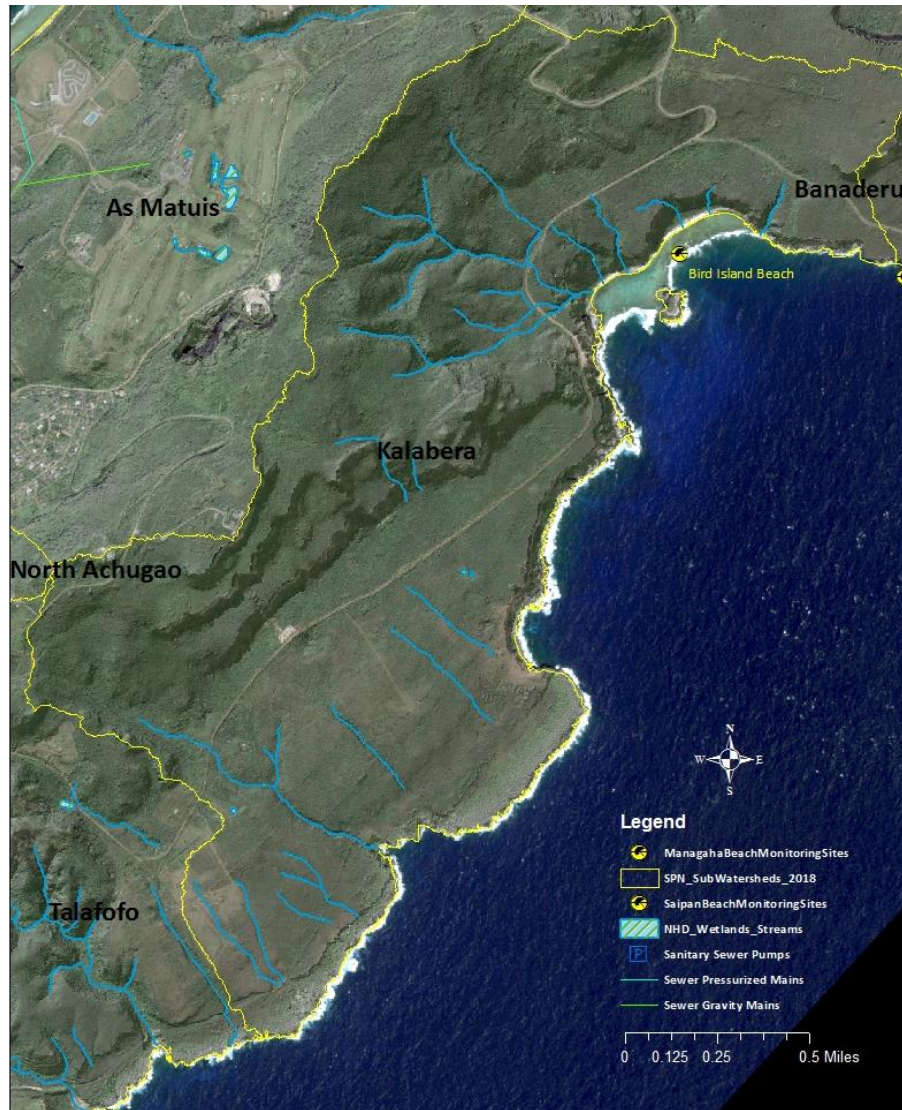 As Matuis
Banaderu
Bird Island Beach
Kalabera
North Achugao
N
W E
S
Talafofo
Legend
ManagahaBeachMonitoringSites
SPN_SubWatersheds_2018
SaipanBeachMonitoringSites
NHD_Wetlands_Streams
P Sanitary Sewer Pumps
Sewer Pressurized Mains
Sewer Gravity Mains
0 0.125 0.25 0.5 Miles